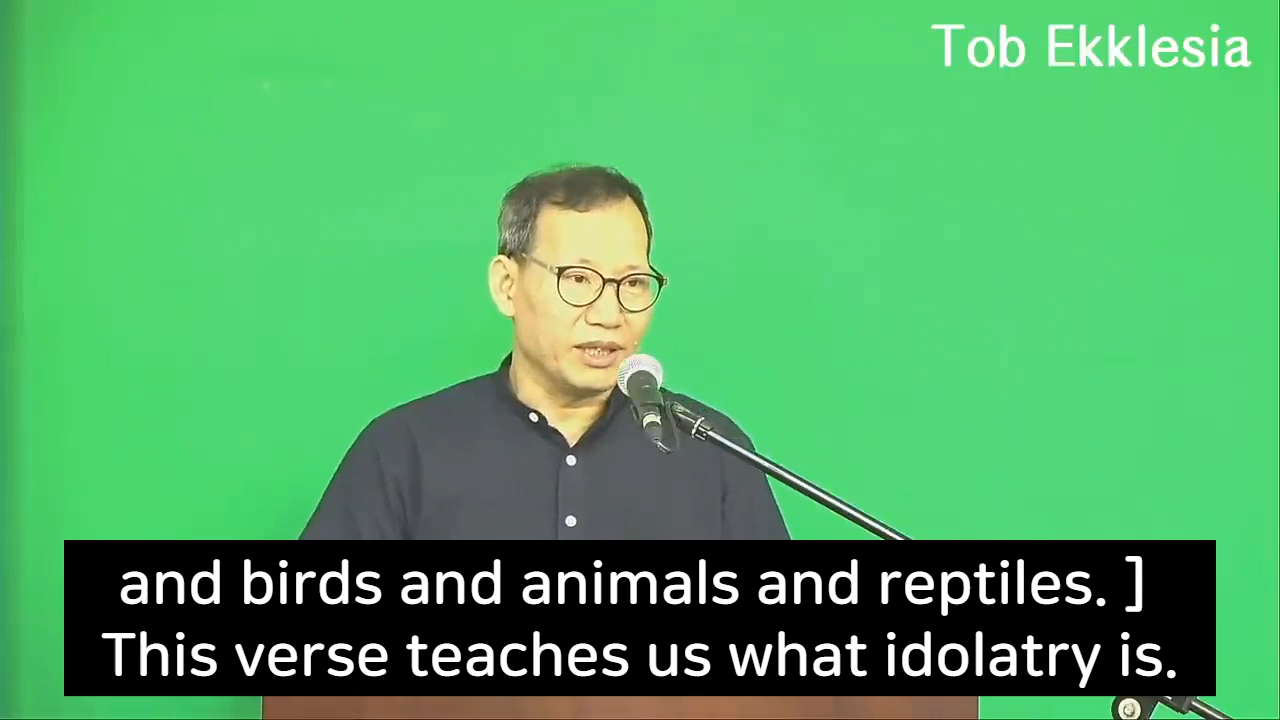 Tob Ekklesia
and birds and animals and reptiles. ]
This verse teaches us what idolatry is.